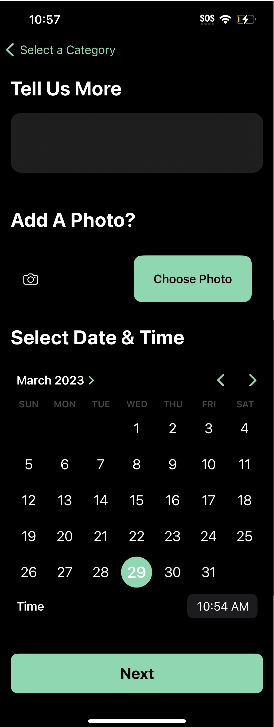 10:57 SOS
Select a Category
Tell Us More
Add A Photo?
Choose Photo
Select Date & Time
March 2023
SUN MON TUE WED THU FRI SAT
1 2 3 4
5 6 7 8 9 10 11
12 13 14 15 16 17 18
19 20 21 22 23 24 25
26 27 28 29 30 31
Time 10:54 AM
Next